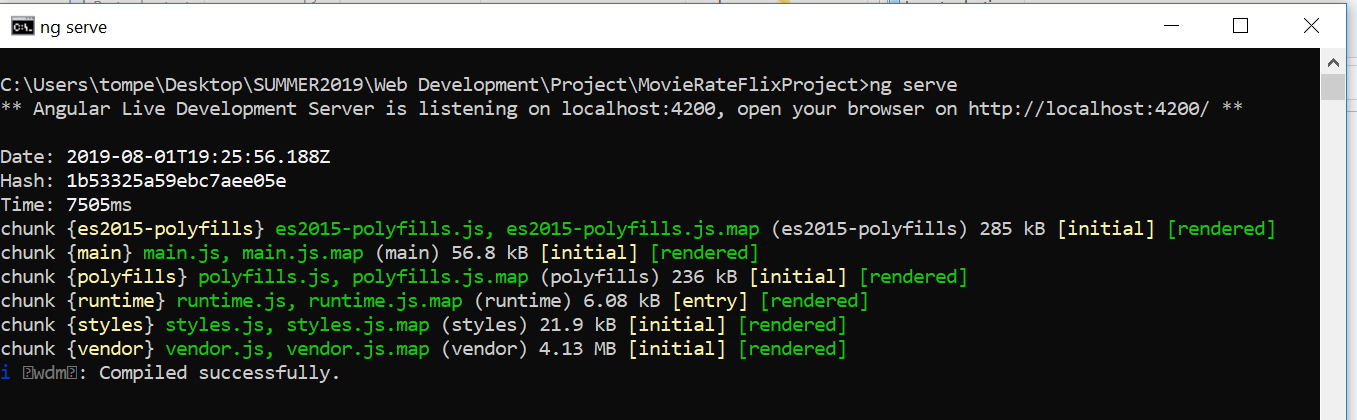 ng serve
C:\Users\tompe\Desktop\SUMMER2019\Web Development\Project\MovieRateFlixProject>ng serve
** Angular Live Development Server is listening on localhost:4200, open your browser on http://localhost:4200/ **
Date: 2019-08-01T19:25:56.188Z
Hash: 1b53325a59ebc7aee05e
Time: 7505ms
chunk {es2015-polyfills} es2015-polyfills.js, es2015-polyfills.js.map (es2015-polyfills) 285 kB [initial] [rendered]
chunk {main} main.js, main.js.map (main) 56.8 kB [initial] [rendered]
chunk {polyfills} polyfills.js, polyfills.js.map (polyfills) 236 kB [initial] [rendered]
chunk {runtime} runtime.js, runtime.js.map (runtime) 6.08 kB [entry] [rendered]
chunk {styles} styles.js, styles.js.map (styles) 21.9 kB [initial] [rendered]
chunk {vendor} vendor.js, vendor.js.map (vendor) 4.13 MB [initial] [rendered]
i 「wdm」: Compiled successfully.